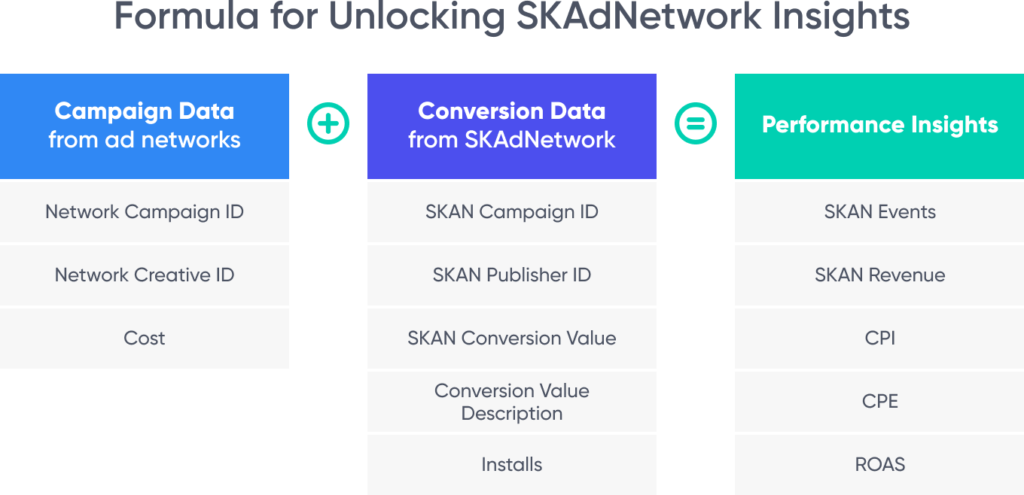 Formula for Unlocking SKAdNetwork Insights
Campaign Data
from ad networks
Network Campaign ID
Network Creative ID
Cost
+
Conversion Data
from SKAdNetwork
SKAN Campaign ID
SKAN Publisher ID
SKAN Conversion Value
Conversion Value
Description
Installs
=
Performance Insights
SKAN Events
SKAN Revenue
CPI
CPE
ROAS